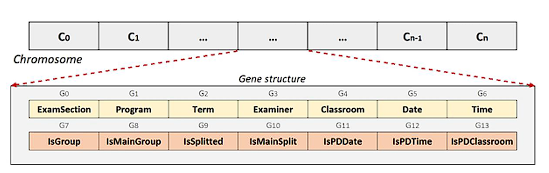 C0 C1 ... ... ... Cn-1 Cn
Chromosome
Gene structure
G0 G1 G2 G3 G4 G5 G6
ExamSection Program Term Examiner Classroom Date Time
G7 G8 G9 G10 G11 G12 G13
IsGroup IsMainGroup IsSplitted IsMainSplit IsPDDate IsPDTime IsPDClassroom